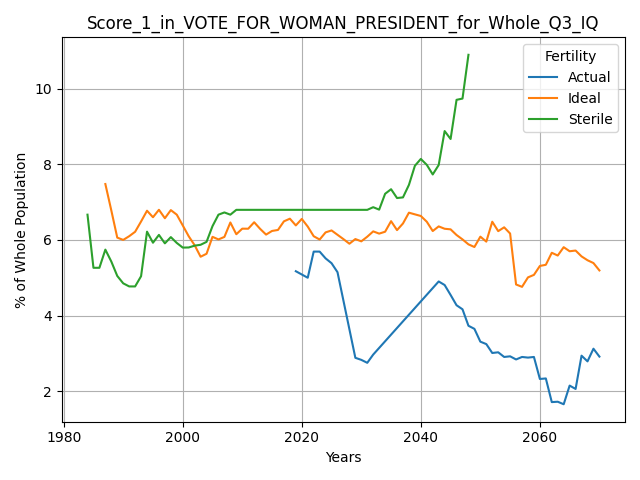 Score_1_in_VOTE_FOR_WOMAN_PRESIDENT_for_Whole_Q3_IQ
Fertility
Actual
Ideal
Sterile
% of Whole Population
10
8
6
4
2
1980 2000 2020 2040 2060
Years